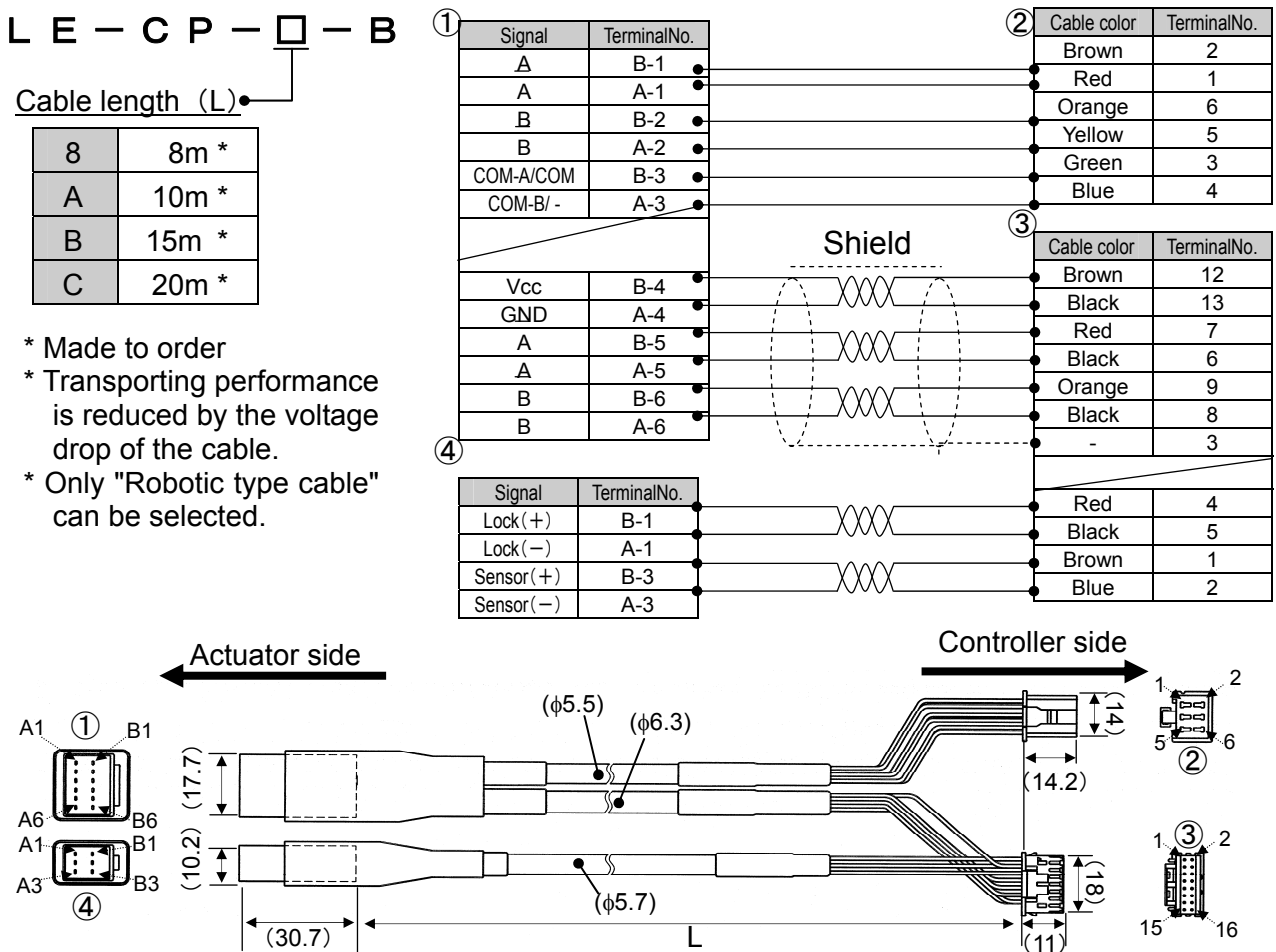 LE－CP－□－B
Cable length （L）
8 8m *
A 10m *
B 15m *
C 20m *
* Made to order
* Transporting performance
is reduced by the voltage
drop of the cable.
* Only "Robotic type cable"
can be selected.
①
Signal TerminalNo.
A B-1
A A-1
B B-2
B A-2
COM-A/COM B-3
COM-B/ - A-3
Vcc B-4
GND A-4
A B-5
A A-5
B B-6
B A-6
②
Cable color TerminalNo.
Brown 2
Red 1
Orange 6
Yellow 5
Green 3
Blue 4
Shield
③
Cable color TerminalNo.
Brown 12
Black 13
Red 7
Black 6
Orange 9
Black 8
- 3
Red 4
Black 5
Brown 1
Blue 2
④
Signal TerminalNo.
Lock(＋) B-1
Lock(－) A-1
Sensor(＋) B-3
Sensor(－) A-3
Actuator side
Controller side
A1 ① B1
A6 B6
A1 B1
A3 B3
④
(17.7)
(10.2)
(30.7)
(ϕ5.5)
(ϕ6.3)
(ϕ5.7)
L
(14)
(14.2)
(18)
(11)
1 2
5 6
②
1 ③ 2
15 16